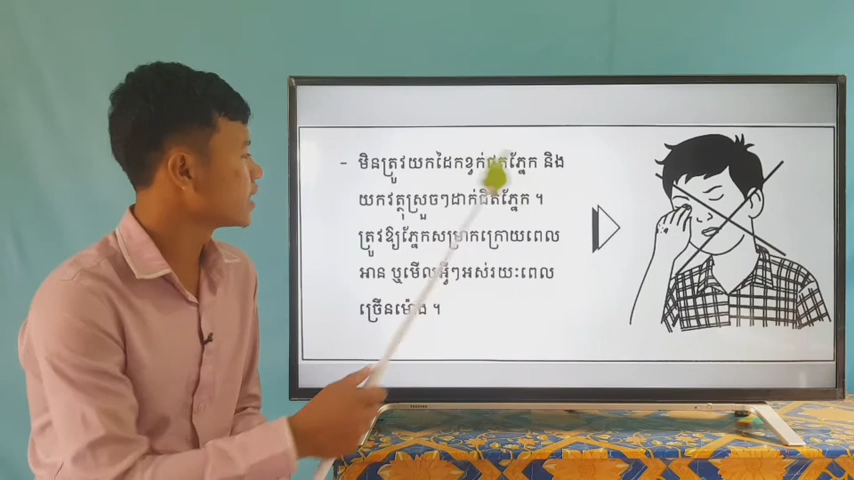 - មិនត្រូវយកដៃកខ្វក់ផ្ភ្នែក និង
យកវត្ថុស្រួចៗដាក់ជិតភ្នែក ។
ត្រូវឱ្យភ្នែកសម្រាកក្រោយពេល
អាន ឬមើលអ្វីៗអស់រយៈពេល
ច្រើនម៉ោង ។